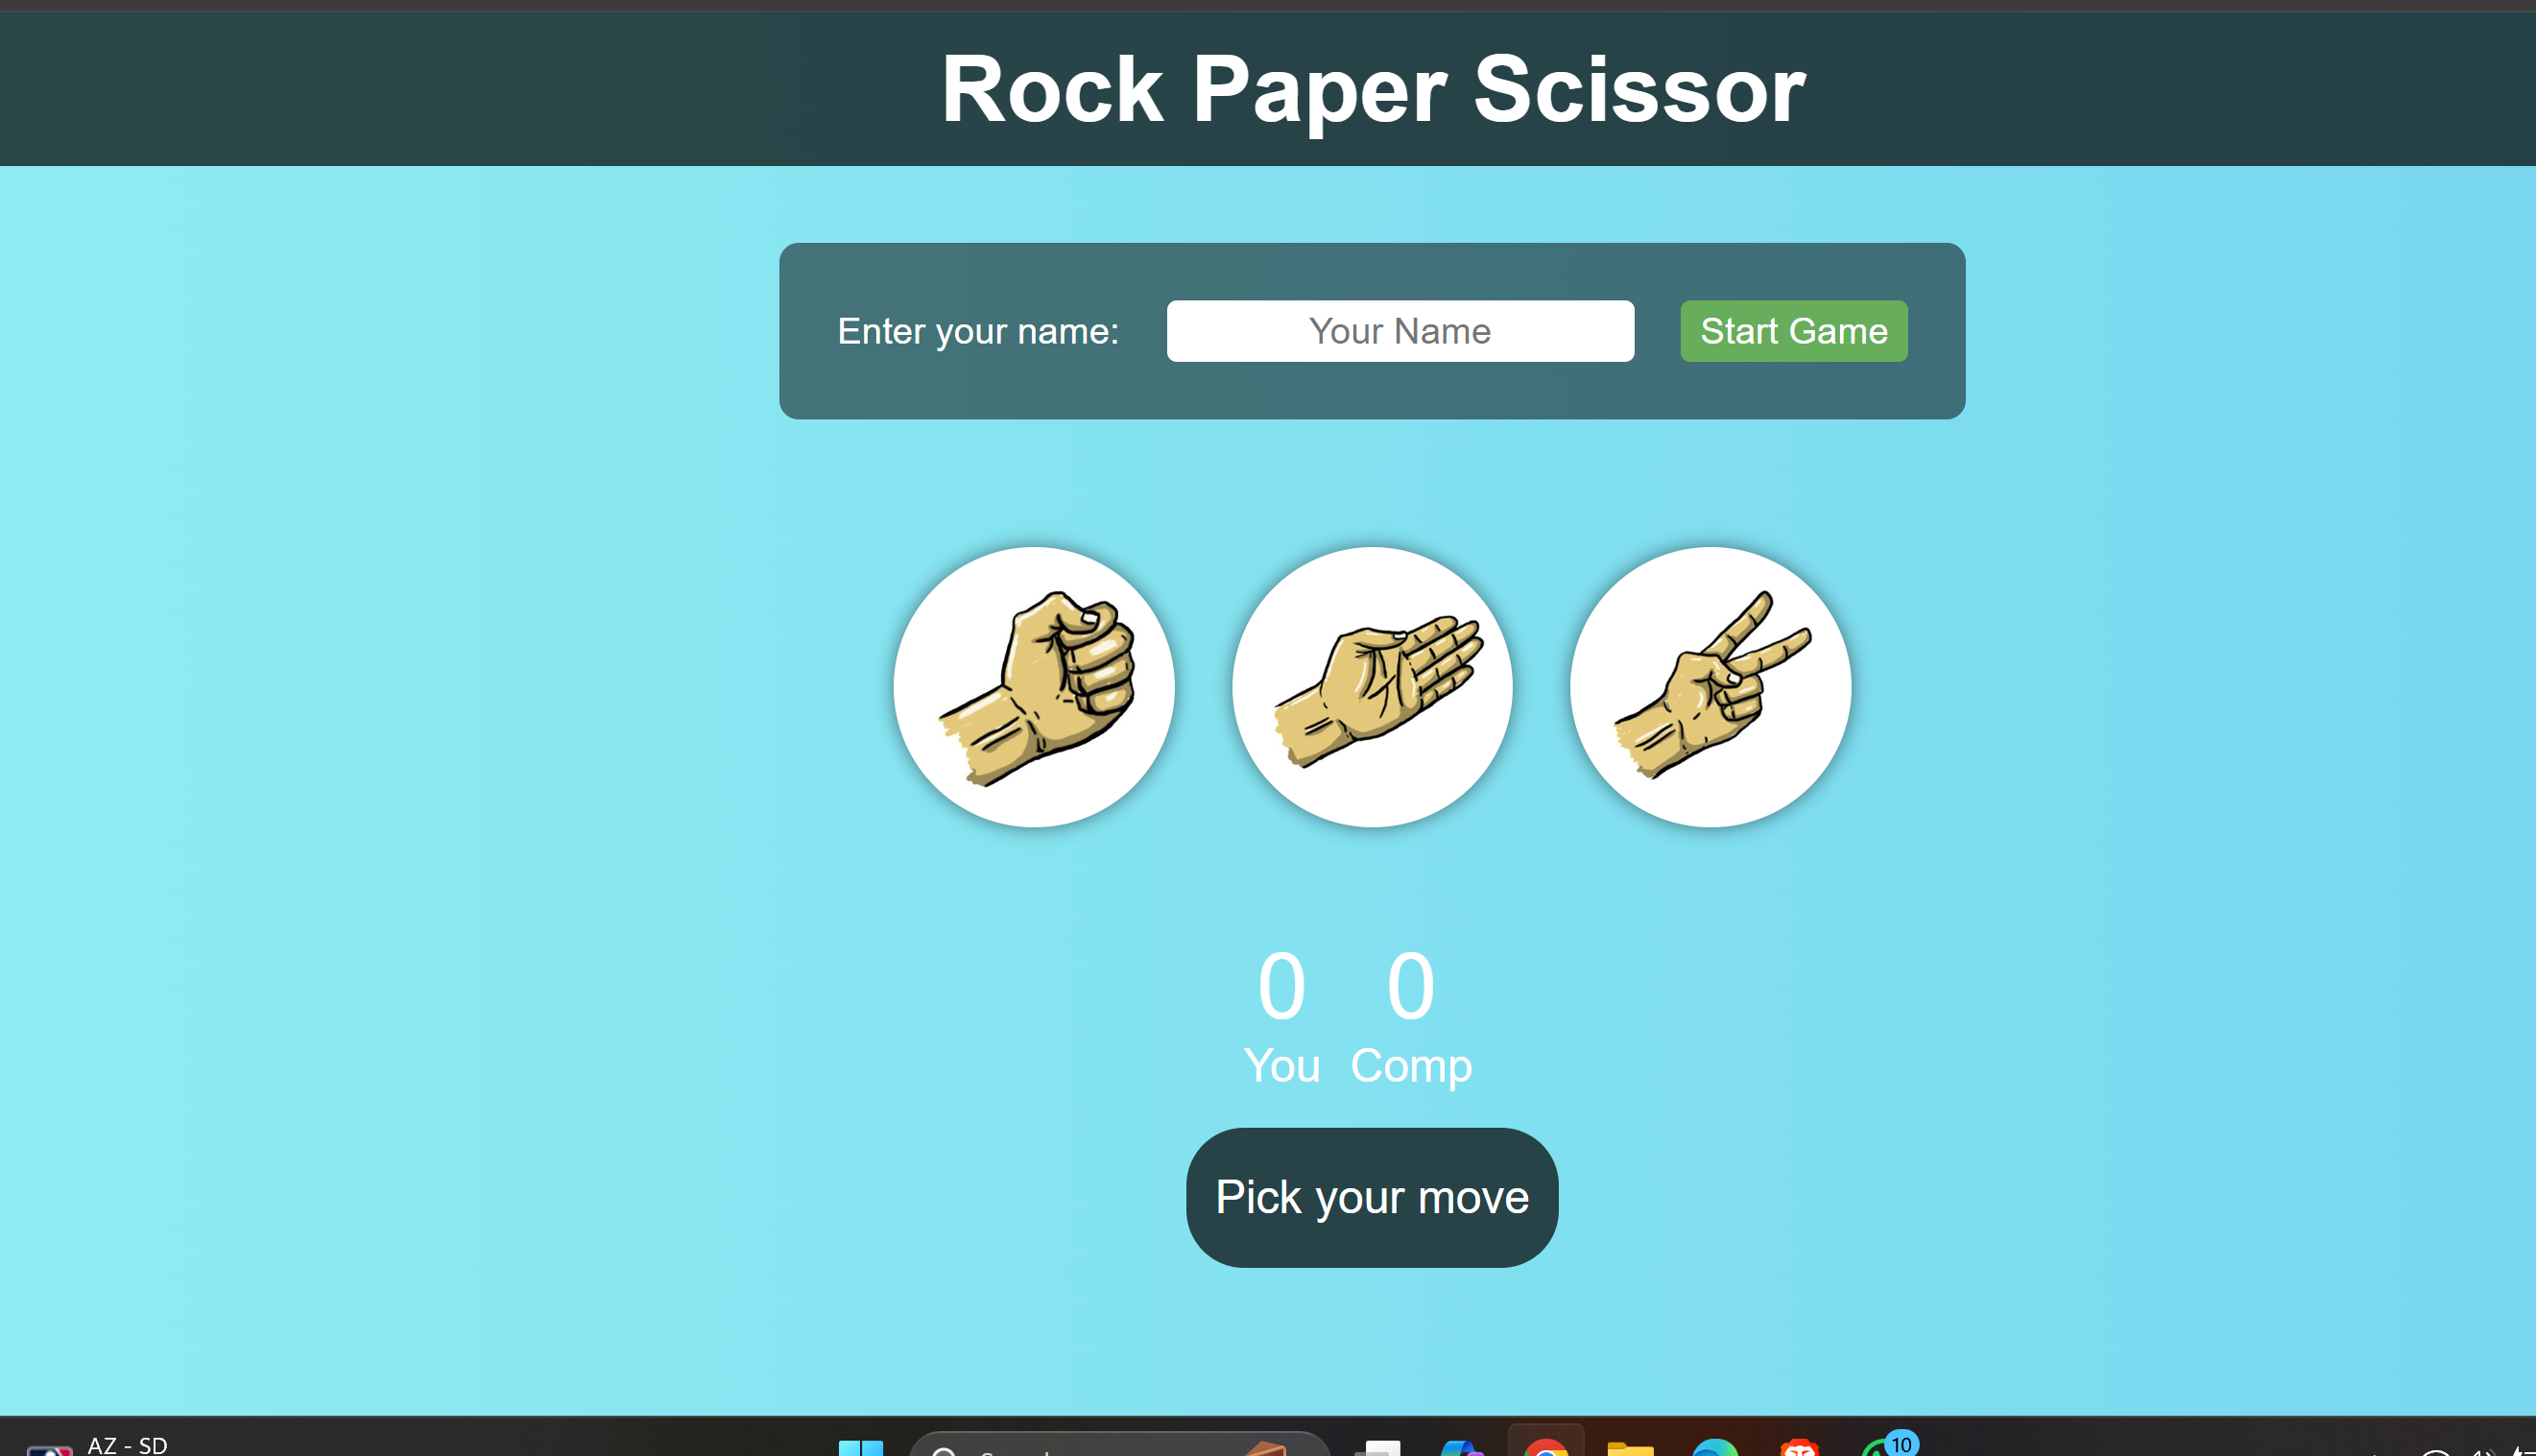 Rock Paper Scissor
Enter your name: Your Name Start Game
0 0
You Comp
Pick your move
AZ - SD
10